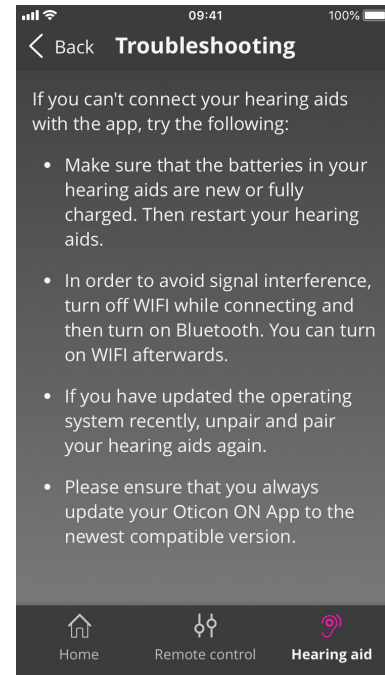 09:41
100%
Back
Troubleshooting
If you can't connect your hearing aids
with the app, try the following:
• Make sure that the batteries in your
hearing aids are new or fully
charged. Then restart your hearing
aids.
• In order to avoid signal interference,
turn off WIFI while connecting and
then turn on Bluetooth. You can turn
on WIFI afterwards.
• If you have updated the operating
system recently, unpair and pair
your hearing aids again.
• Please ensure that you always
update your Oticon ON App to the
newest compatible version.
Home
Remote control
Hearing aid